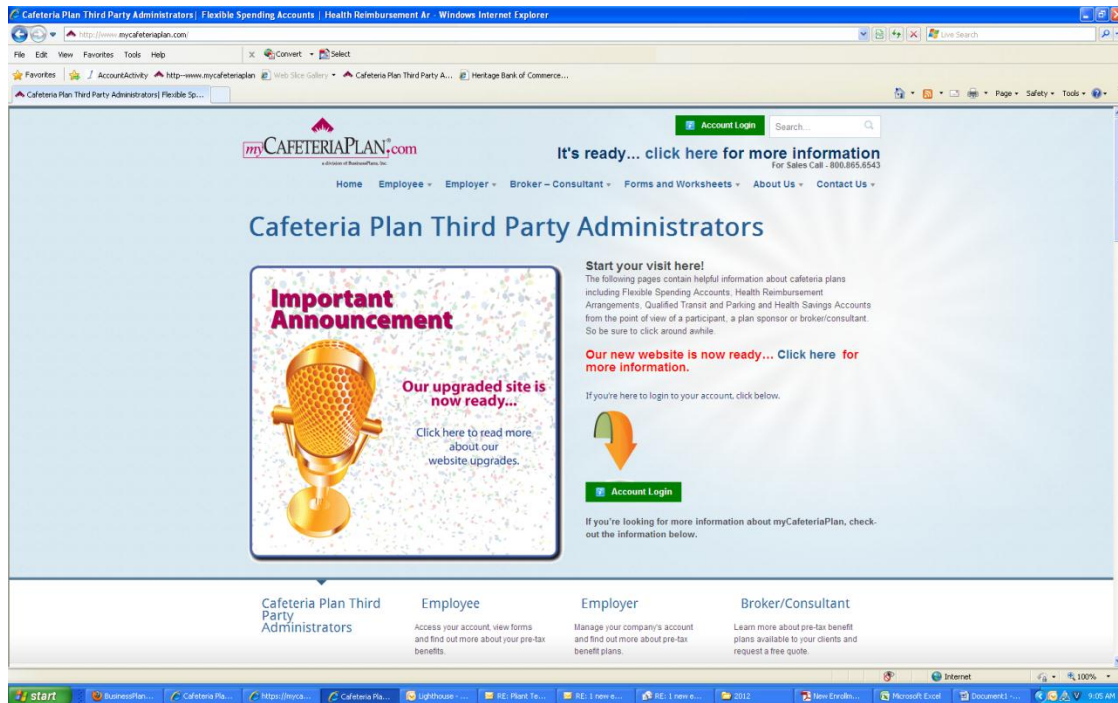 Cafeteria Plan Third Party Administrators| Flexible Spending Accounts | Health Reimbursement Ar - Windows Internet Explorer
http://www.mycafeteriaplan.com/
Live Search
File Edit View Favorites Tools Help
x Convert Select
Favorites AccountActivity http--www.mycafeteriaplan Web Slice Gallery Cafeteria Plan Third Party A... Heritage Bank of Commerce...
Cafeteria Plan Third Party Administrators| Flexible Sp...
Page Safety Tools
Account Login Search...
myCAFETERIAPLAN.com
a division of BusinessPlans, Inc.
It's ready... click here for more information
For Sales Call - 800.865.6543
Home Employee Employer Broker – Consultant Forms and Worksheets About Us Contact Us
Cafeteria Plan Third Party Administrators
Important
Announcement
Our upgraded site is
now ready...
Click here to read more
about our
website upgrades.
Start your visit here!
The following pages contain helpful information about cafeteria plans
including Flexible Spending Accounts, Health Reimbursement
Arrangements, Qualified Transit and Parking and Health Savings Accounts
from the point of view of a participant, a plan sponsor or broker/consultant.
So be sure to click around awhile.
Our new website is now ready... Click here for
more information.
If you're here to login to your account, click below.
Account Login
If you're looking for more information about myCafeteriaPlan, check-
out the information below.
Cafeteria Plan Third
Party
Administrators
Employee
Access your account, view forms
and find out more about your pre-tax
benefits.
Employer
Manage your company's account
and find out more about pre-tax
benefit plans.
Broker/Consultant
Learn more about pre-tax benefit
plans available to your clients and
request a free quote.
Internet 100%
start BusinessPlan... Cafeteria Pla... https://myca... Cafeteria Pla... Lighthouse - ... RE: Pliant Te... RE: 1 new e... RE: 1 new e... 2012 New Enrollm... Microsoft Excel Document1 -... 9:05 AM